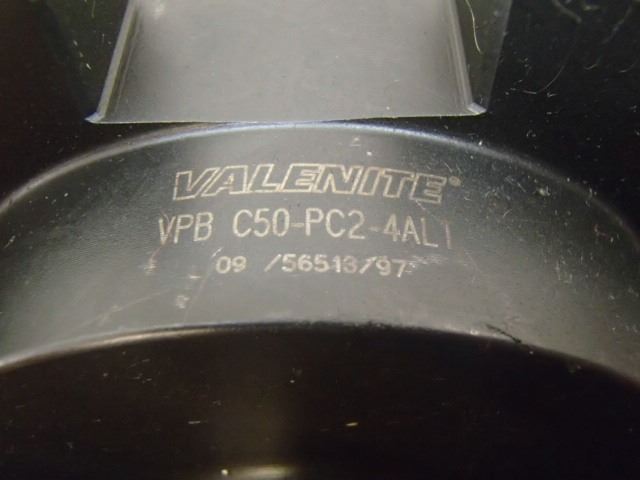 VALENITE®
VPB C50-PC2-4AL1
09 /56513/97